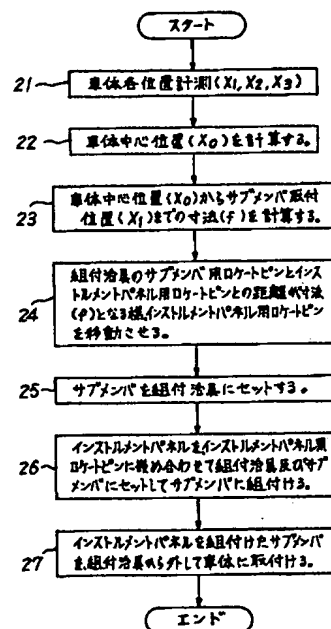 スタート
21 車体各位置計測(X1, X2, X3)
22 車体中心位置(X0)を計算する。
23 車体中心位置(X0)からサブメンバ取付
位置(X1)までの寸法(f)を計算する。
24 組付治具のサブメンバ用ロケートピンとインス
トルメントパネル用ロケートピンとの距離が寸法
(f)となる様インストルメントパネル用ロケートピン
を移動させる。
25 サブメンバを組付治具にセットする。
26 インストルメントパネルをインストルメントパネル用
ロケートピンに嵌め合わせて組付治具及びサブ
メンバにセットしてサブメンバに組付ける。
27 インストルメントパネルを組付けたサブメンバ
を組付治具から外して車体に取付ける。
エンド